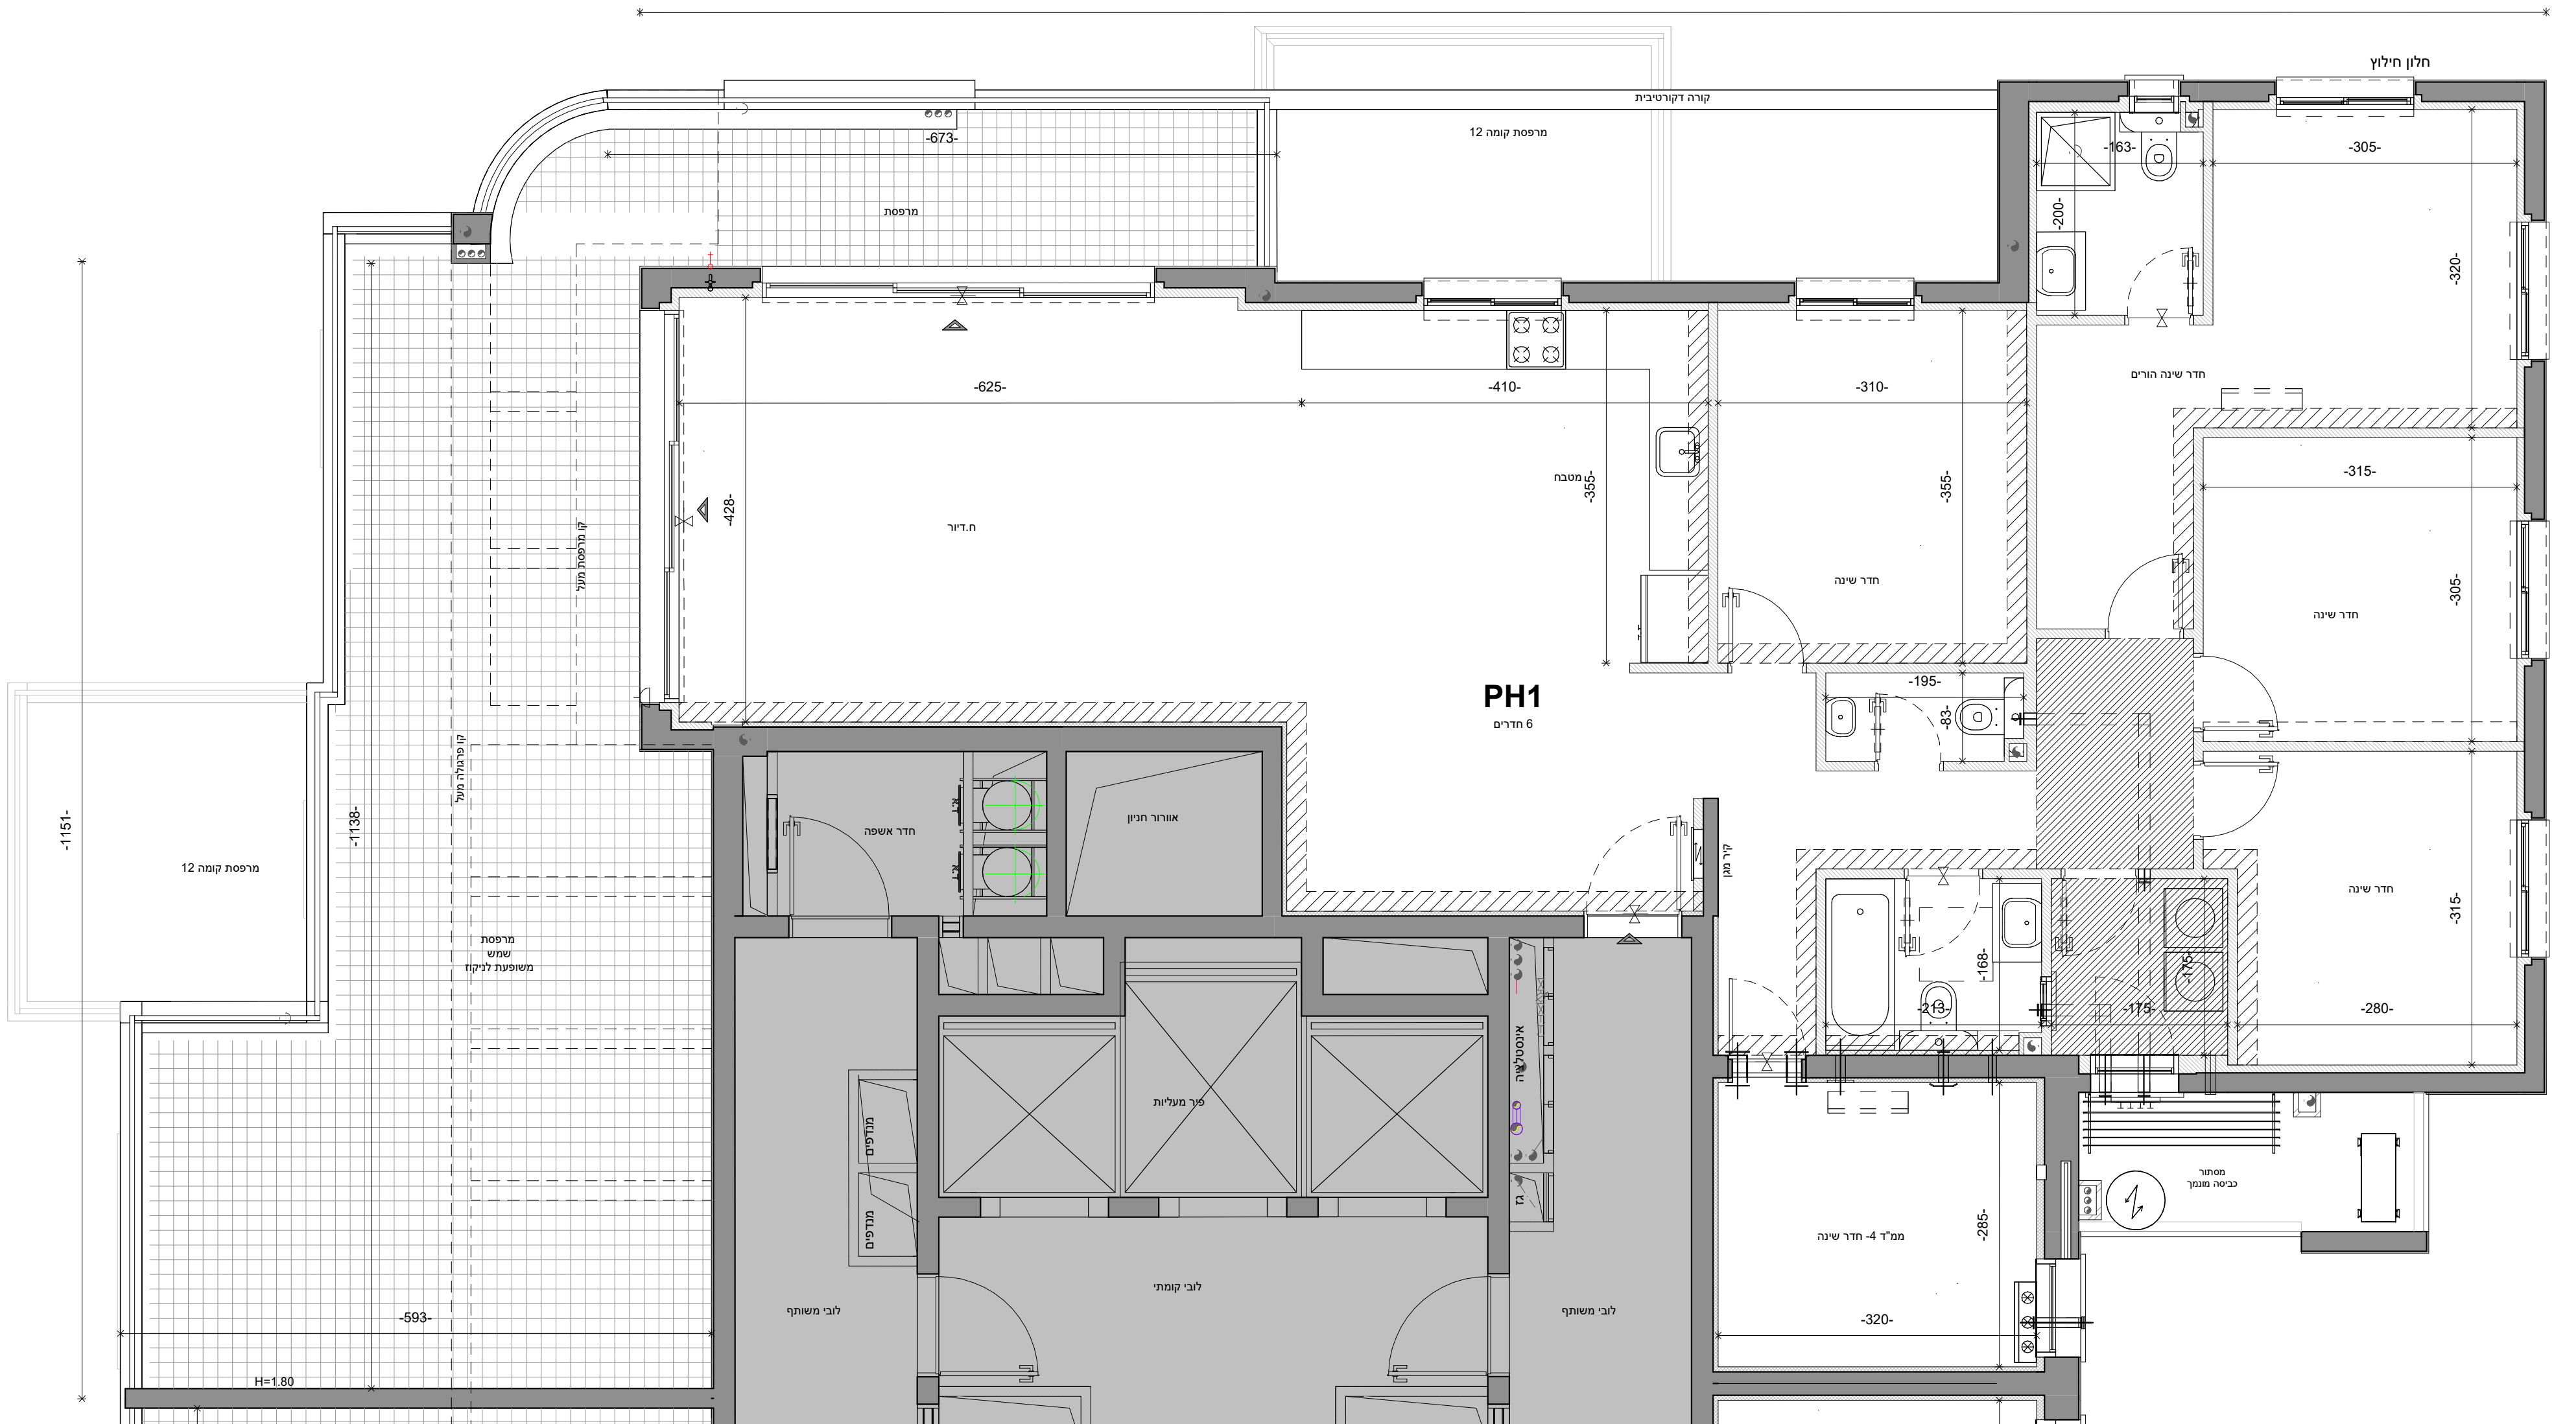 חלון חילוץ
קורה דקורטיבית
מרפסת קומה 12
-673-
-163-
-305-
מרפסת
-200-
-320-
חדר שינה הורים
-625-
-410-
-310-
-315-
מטבח
-355-
-355-
-428-
ח.דיור
קו מרפסת מעל
חדר שינה
-305-
חדר שינה
PH1
6 חדרים
-195-
-83-
קו פרגולה מעל
-1151-
-1138-
מרפסת קומה 12
חדר אשפה
אוורור חניון
קיר מגן
חדר שינה
-315-
מרפסת
שמש
משופעת לניקוז
-168-
-175-
-213-
-175-
-280-
אינסטלציה
פיר מעליות
מנדפים
מנדפים
גז
מסתור
כביסה מונמך
ממ"ד 4- חדר שינה
-285-
לובי קומתי
לובי משותף
לובי משותף
-593-
-320-
H=1.80